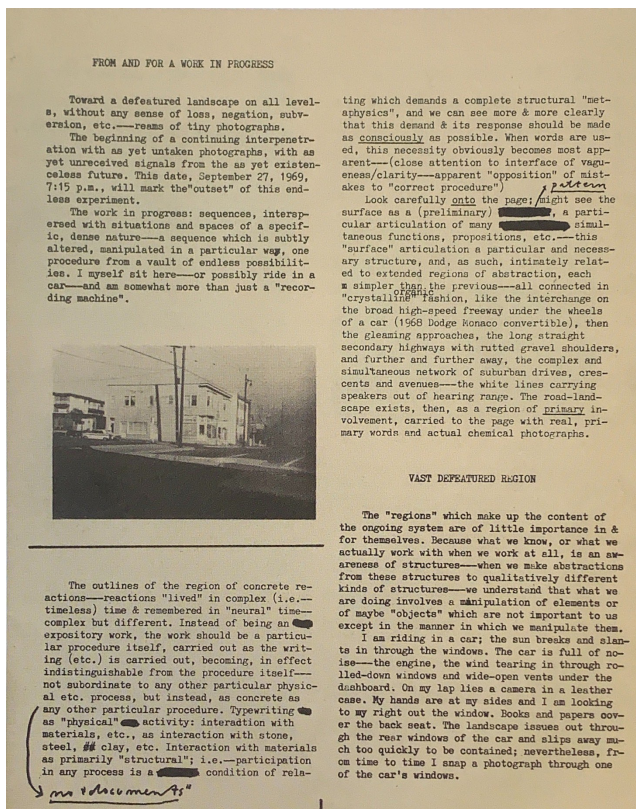 FROM AND FOR A WORK IN PROGRESS
Toward a defeatured landscape on all level-
s, without any sense of loss, negation, subv-
ersion, etc.--reams of tiny photographs.
The beginning of a continuing interpenetr-
ation with as yet untaken photographs, with as
yet unreceived signals from the as yet existen-
celess future. This date, September 27, 1969,
7:15 p.m., will mark the"outset" of this end-
less experiment.
The work in progress: sequences, intersp-
ersed with situations and spaces of a specif-
ic, dense nature--a sequence which is subtly
altered, manipulated in a particular way, one
procedure from a vault of endless possibilit-
ies. I myself sit here--or possibly ride in a
car--and am somewhat more than just a "recor-
ding machine".
The outlines of the region of concrete re-
actions--reactions "lived" in complex (i.e.--
timeless) time & remembered in "neural" time--
complex but different. Instead of being an
expository work, the work should be a particu-
lar procedure itself, carried out as the writ-
ing (etc.) is carried out, becoming, in effect
indistinguishable from the procedure itself--
not subordinate to any other particular physic-
al etc. process, but instead, as concrete as
any other particular procedure. Typewriting
as "physical" activity: interadtion with
materials, etc., as interaction with stone,
steel, clay, etc. Interaction with materials
as primarily "structural"; i.e.--participation
in any process is a condition of rela-
no "documents"
ting which demands a complete structural "met-
aphysics", and we can see more & more clearly
that this demand & its response should be made
as consciously as possible. When words are us-
ed, this necessity obviously becomes most app-
arent--(close attention to interface of vagu-
eness/clarity--apparent "opposition" of mist-
akes to "correct procedure")
pattern
Look carefully onto the page; might see the
surface as a (preliminary) , a parti-
cular articulation of many simul-
taneous functions, propositions, etc.--this
"surface" articulation a particular and necess-
ary structure, and, as such, intimately relat-
ed to extended regions of abstraction, each
simpler than the previous--all connected in
organic
"crystalline" fashion, like the interchange on
the broad high-speed freeway under the wheels
of a car (1968 Dodge Monaco convertible), then
the gleaming approaches, the long straight
secondary highways with rutted gravel shoulders,
and further and further away, the complex and
simultaneous network of suburban drives, cres-
cents and avenues--the white lines carrying
speakers out of hearing range. The road-land-
scape exists, then, as a region of primary in-
volvement, carried to the page with real, pri-
mary words and actual chemical photographs.
VAST DEFEATURED REGION
The "regions" which make up the content of
the ongoing system are of little importance in &
for themselves. Because what we know, or what we
actually work with when we work at all, is an aw-
areness of structures--when we make abstractions
from these structures to qualitatively different
kinds of structures--we understand that what we
are doing involves a manipulation of elements or
of maybe "objects" which are not important to us
except in the manner in which we manipulate them.
I am riding in a car; the sun breaks and slan-
ts in through the windows. The car is full of no-
ise--the engine, the wind tearing in through ro-
lled-down windows and wide-open vents under the
dashboard. On my lap lies a camera in a leather
case. My hands are at my sides and I am looking
to my right out the window. Books and papers cov-
er the back seat. The landscape issues out throu-
gh the rear windows of the car and slips away mu-
ch too quickly to be contained; nevertheless, fr-
om time to time I snap a photograph through one
of the car's windows.